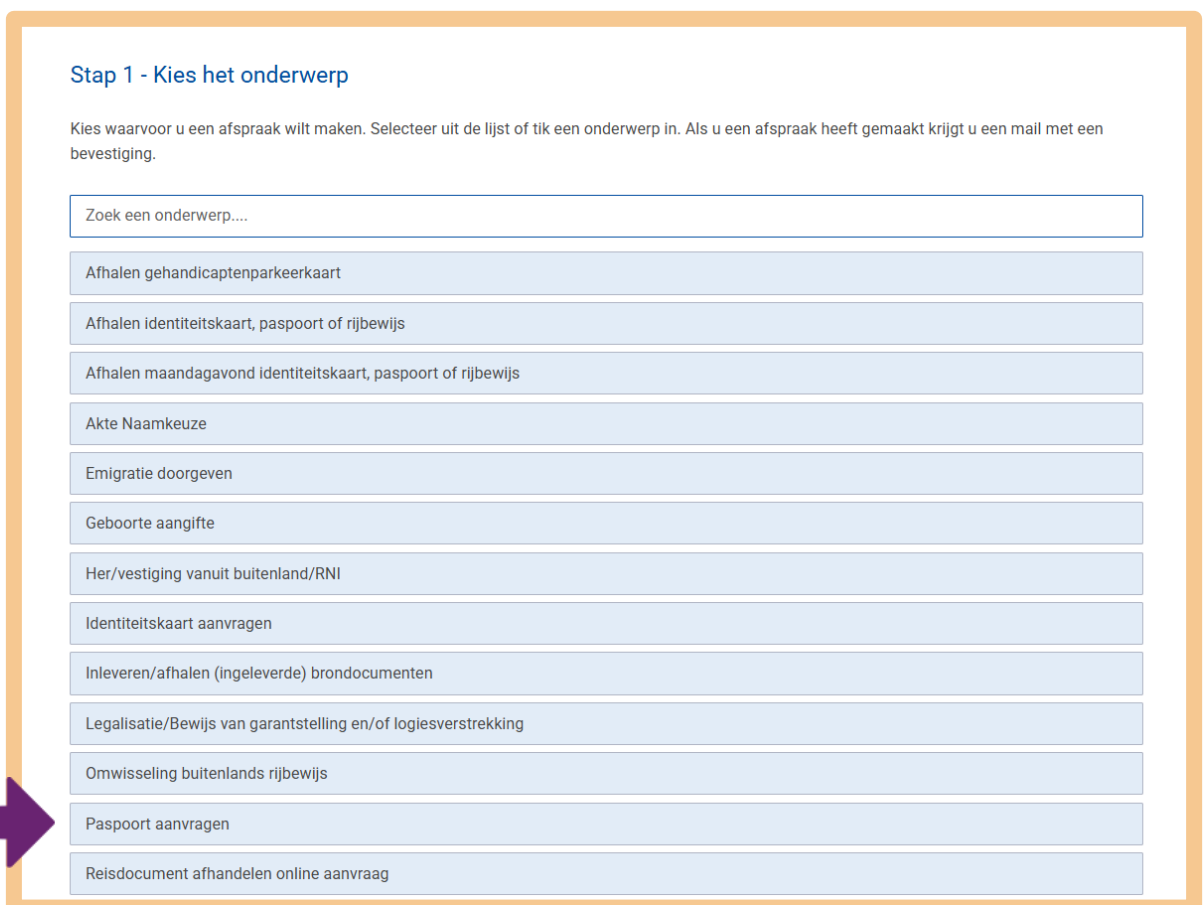 Stap 1 - Kies het onderwerp
Kies waarvoor u een afspraak wilt maken. Selecteer uit de lijst of tik een onderwerp in. Als u een afspraak heeft gemaakt krijgt u een mail met een
bevestiging.
Zoek een onderwerp....
Afhalen gehandicaptenparkeerkaart
Afhalen identiteitskaart, paspoort of rijbewijs
Afhalen maandagavond identiteitskaart, paspoort of rijbewijs
Akte Naamkeuze
Emigratie doorgeven
Geboorte aangifte
Her/vestiging vanuit buitenland/RNI
Identiteitskaart aanvragen
Inleveren/afhalen (ingeleverde) brondocumenten
Legalisatie/Bewijs van garantstelling en/of logiesverstrekking
Omwisseling buitenlands rijbewijs
Paspoort aanvragen
Reisdocument afhandelen online aanvraag